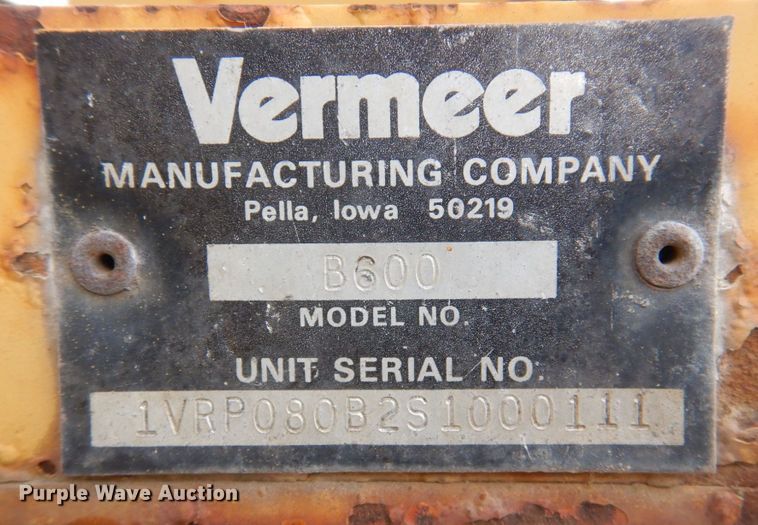 Vermeer
MANUFACTURING COMPANY
Pella, Iowa 50219
B600
MODEL NO.
UNIT SERIAL NO.
1VRP080B2S1000111
Purple Wave Auction